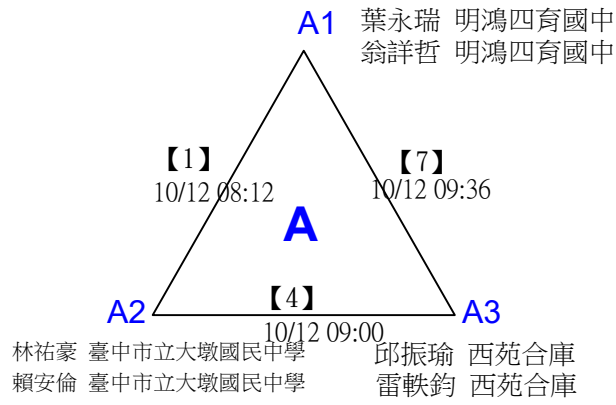 A1 葉永瑞 明鴻四育國中
翁詳哲 明鴻四育國中
【1】
10/12 08:12
【7】
10/12 09:36
A
A2
【4】
10/12 09:00
A3
林祐豪 臺中市立大墩國民中學
賴安倫 臺中市立大墩國民中學
邱振瑜 西苑合庫
雷軼鈞 西苑合庫